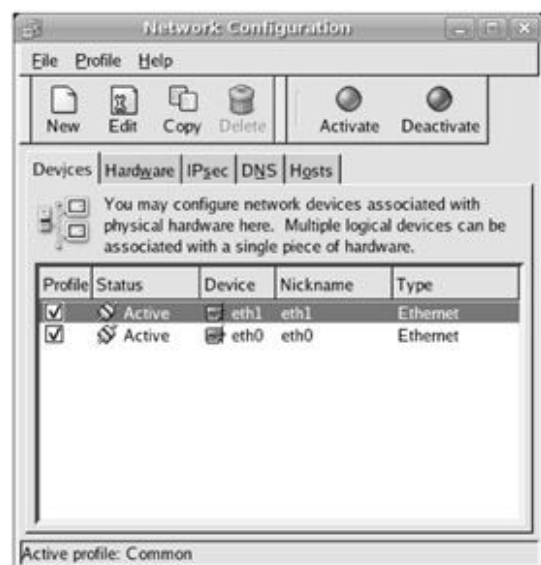 Network Configuration
File Profile Help
New Edit Copy Delete Activate Deactivate
Devices Hardware IPsec DNS Hosts
You may configure network devices associated with
physical hardware here. Multiple logical devices can be
associated with a single piece of hardware.
Profile Status Device Nickname Type
Active eth1 eth1 Ethernet
Active eth0 eth0 Ethernet
Active profile: Common